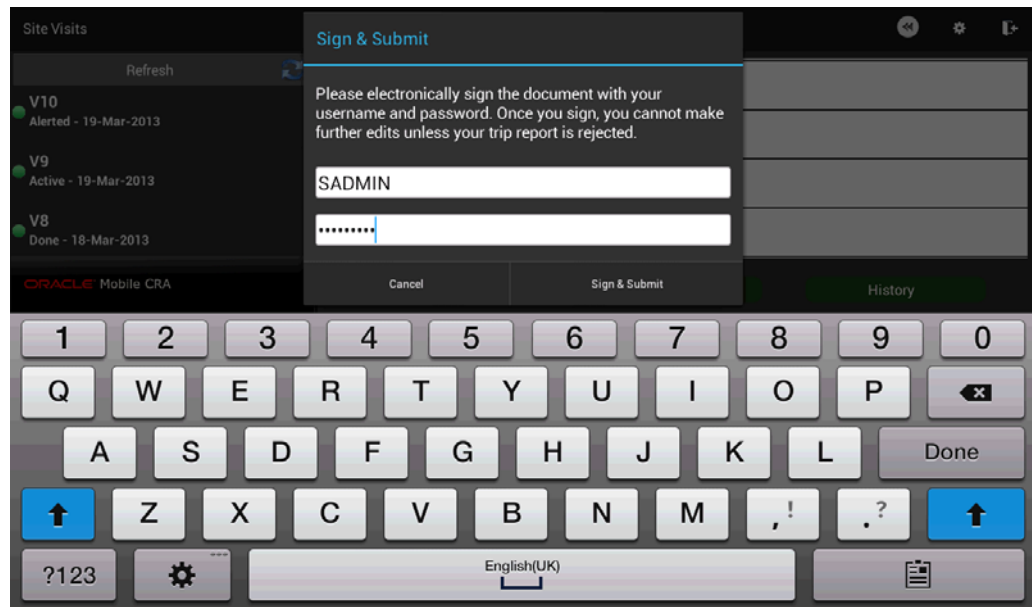 Site Visits
Refresh
V10
Alerted - 19-Mar-2013
V9
Active - 19-Mar-2013
V8
Done - 18-Mar-2013
ORACLE Mobile CRA
Sign & Submit
Please electronically sign the document with your
username and password. Once you sign, you cannot make
further edits unless your trip report is rejected.
SADMIN
•••••••••
Cancel
Sign & Submit
History
1 2 3 4 5 6 7 8 9 0
Q W E R T Y U I O P
A S D F G H J K L Done
Z X C V B N M , ! . ?
?123
English(UK)